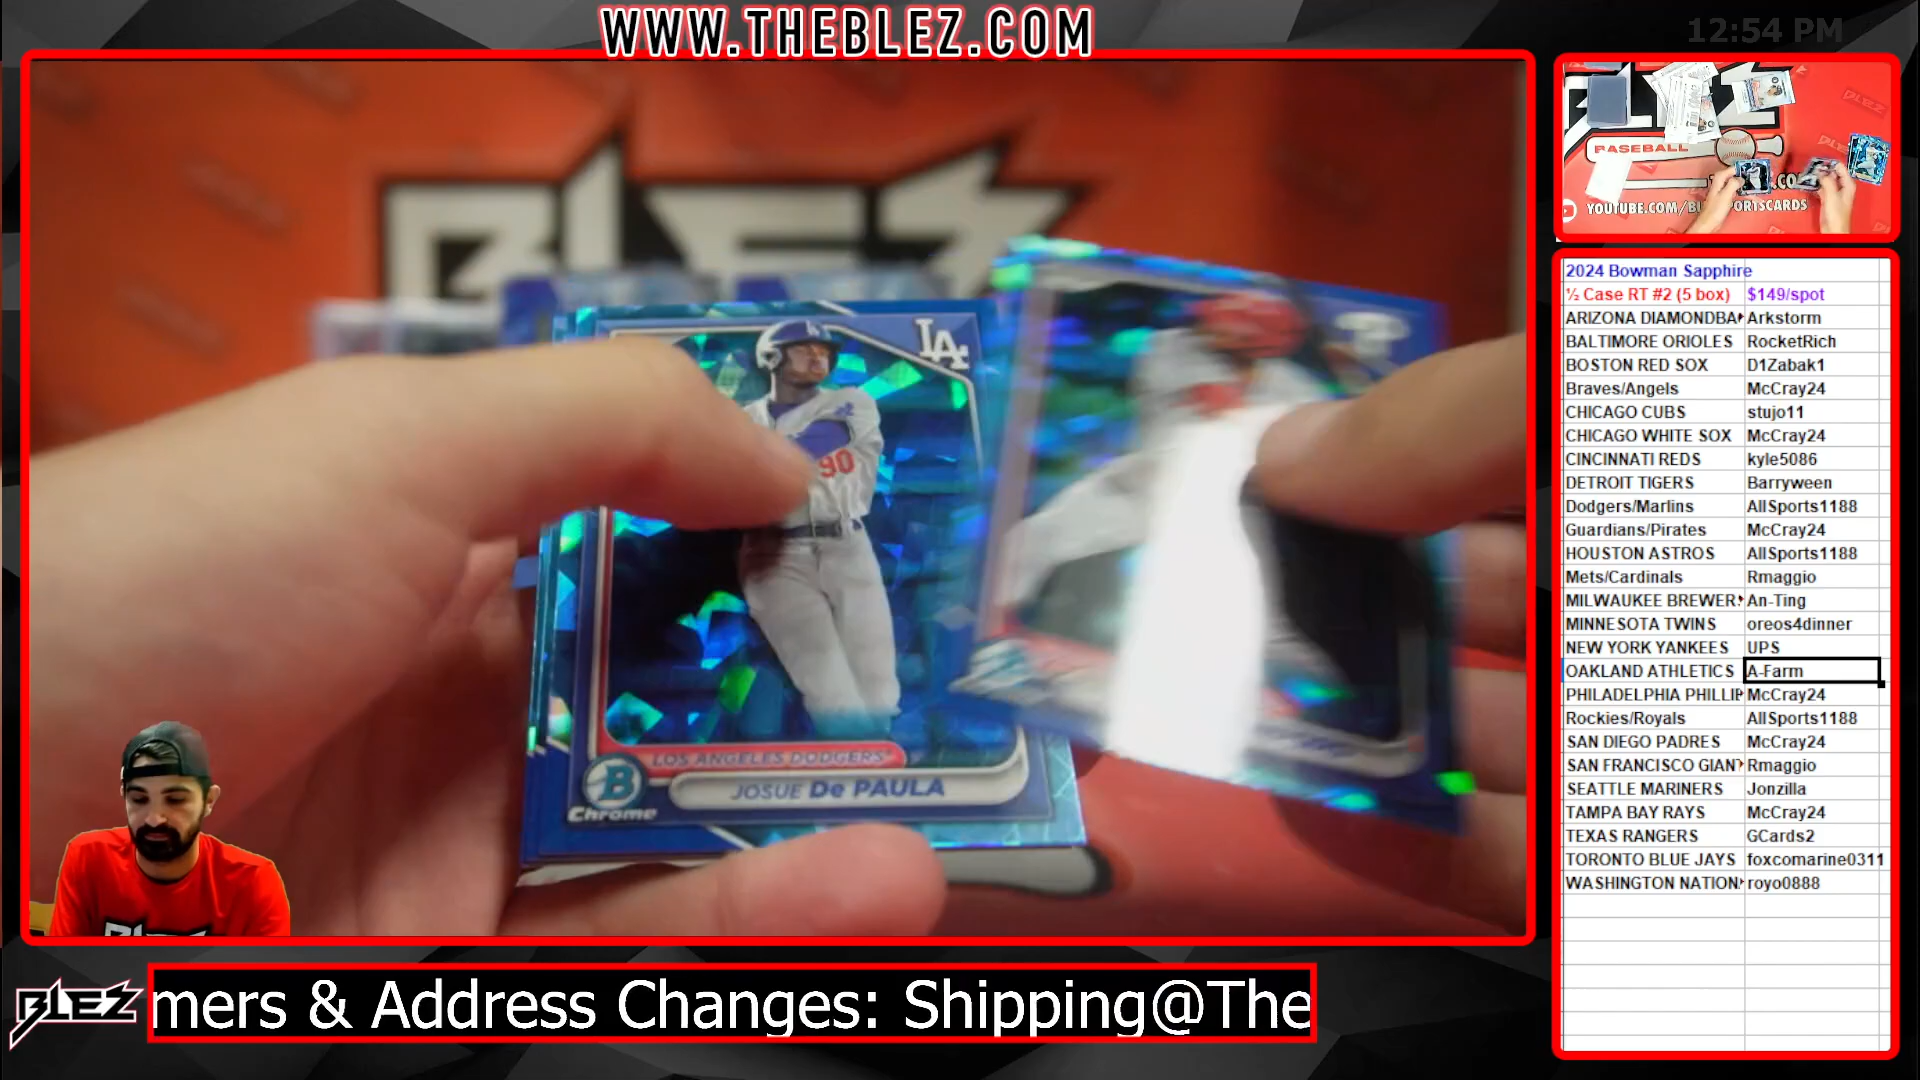 WWW.THEBLEZ.COM
12:54 PM
BLEZ
LA
90
LOS ANGELES DODGERS
JOSUE De PAULA
B
Chrome
BASEBALL
YOUTUBE.COM/BL
PORTSCARDS
2024 Bowman Sapphire
½ Case RT #2 (5 box) $149/spot
ARIZONA DIAMONDBA Arkstorm
BALTIMORE ORIOLES RocketRich
BOSTON RED SOX D1Zabak1
Braves/Angels McCray24
CHICAGO CUBS stujo11
CHICAGO WHITE SOX McCray24
CINCINNATI REDS kyle5086
DETROIT TIGERS Barryween
Dodgers/Marlins AllSports1188
Guardians/Pirates McCray24
HOUSTON ASTROS AllSports1188
Mets/Cardinals Rmaggio
MILWAUKEE BREWER An-Ting
MINNESOTA TWINS oreos4dinner
NEW YORK YANKEES UPS
OAKLAND ATHLETICS A-Farm
PHILADELPHIA PHILLIE McCray24
Rockies/Royals AllSports1188
SAN DIEGO PADRES McCray24
SAN FRANCISCO GIAN Rmaggio
SEATTLE MARINERS Jonzilla
TAMPA BAY RAYS McCray24
TEXAS RANGERS GCards2
TORONTO BLUE JAYS foxcomarine0311
WASHINGTON NATION royo0888
BLEZ
mers & Address Changes: Shipping@The